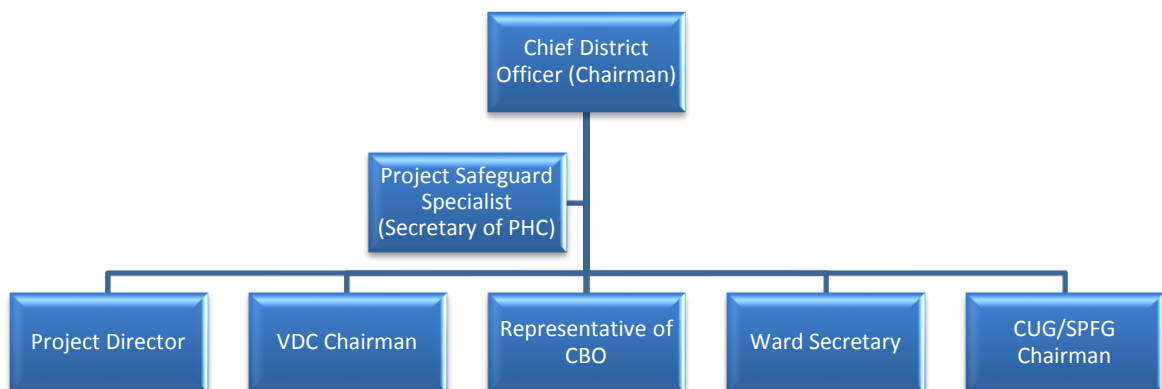 Chief District
Officer (Chairman)
Project Safeguard
Specialist
(Secretary of PHC)
Project Director
VDC Chairman
Representative of
CBO
Ward Secretary
CUG/SPFG
Chairman